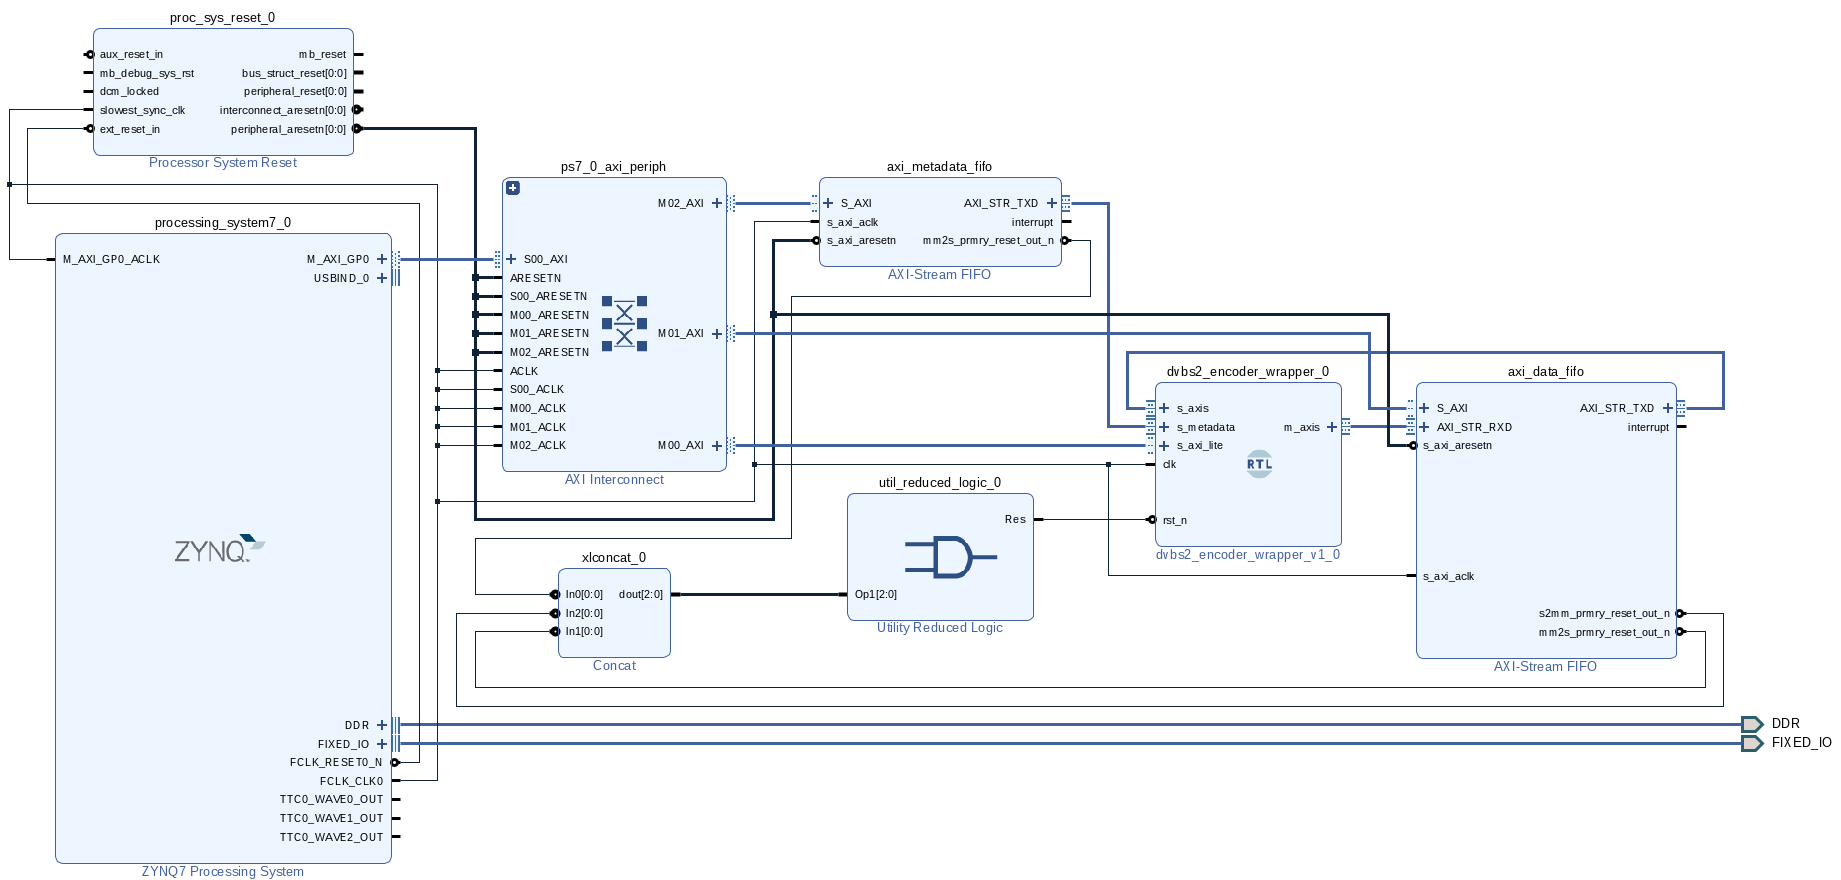 proc_sys_reset_0
aux_reset_in
mb_debug_sys_rst
dcm_locked
slowest_sync_clk
ext_reset_in
mb_reset
bus_struct_reset[0:0]
peripheral_reset[0:0]
interconnect_aresetn[0:0]
peripheral_aresetn[0:0]
Processor System Reset
processing_system7_0
M_AXI_GP0_ACLK
M_AXI_GP0
USBIND_0
ZYNQ
DDR
FIXED_IO
FCLK_RESET0_N
FCLK_CLK0
TTC0_WAVE0_OUT
TTC0_WAVE1_OUT
TTC0_WAVE2_OUT
ZYNQ7 Processing System
ps7_0_axi_periph
S00_AXI
ARESETN
S00_ARESETN
M00_ARESETN
M01_ARESETN
M02_ARESETN
ACLK
S00_ACLK
M00_ACLK
M01_ACLK
M02_ACLK
M02_AXI
M01_AXI
M00_AXI
AXI Interconnect
axi_metadata_fifo
S_AXI
s_axi_aclk
s_axi_aresetn
AXI_STR_TXD
interrupt
mm2s_prmry_reset_out_n
AXI-Stream FIFO
xlconcat_0
In0[0:0]
In2[0:0]
In1[0:0]
dout[2:0]
Concat
util_reduced_logic_0
Op1[2:0]
Res
Utility Reduced Logic
dvbs2_encoder_wrapper_0
s_axis
s_metadata
s_axi_lite
clk
rst_n
m_axis
RTL
dvbs2_encoder_wrapper_v1_0
axi_data_fifo
S_AXI
AXI_STR_RXD
s_axi_aresetn
s_axi_aclk
AXI_STR_TXD
interrupt
s2mm_prmry_reset_out_n
mm2s_prmry_reset_out_n
AXI-Stream FIFO
DDR
FIXED_IO